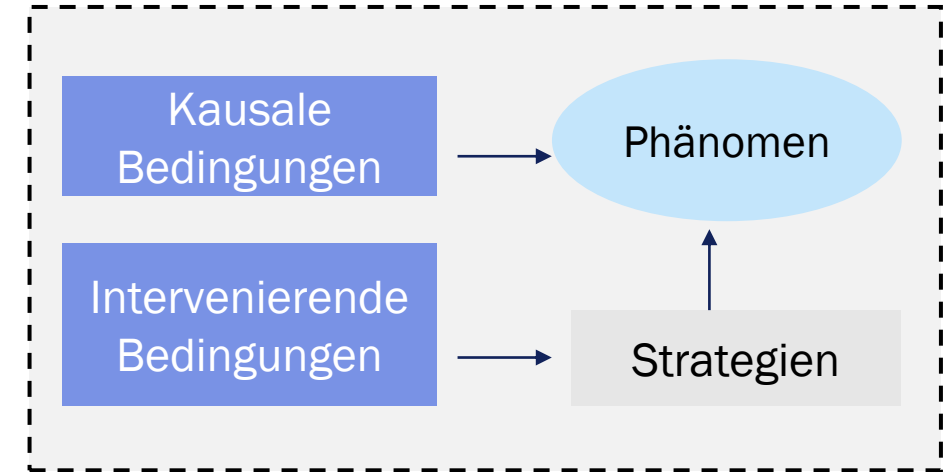 Kausale
Bedingungen
Phänomen
Intervenierende
Bedingungen
Strategien